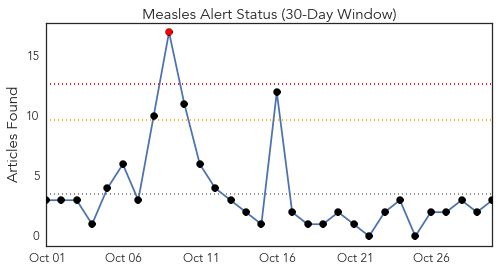 Measles Alert Status (30-Day Window)
Articles Found
15
10
5
0
Oct 01
Oct 06
Oct 11
Oct 16
Oct 21
Oct 26